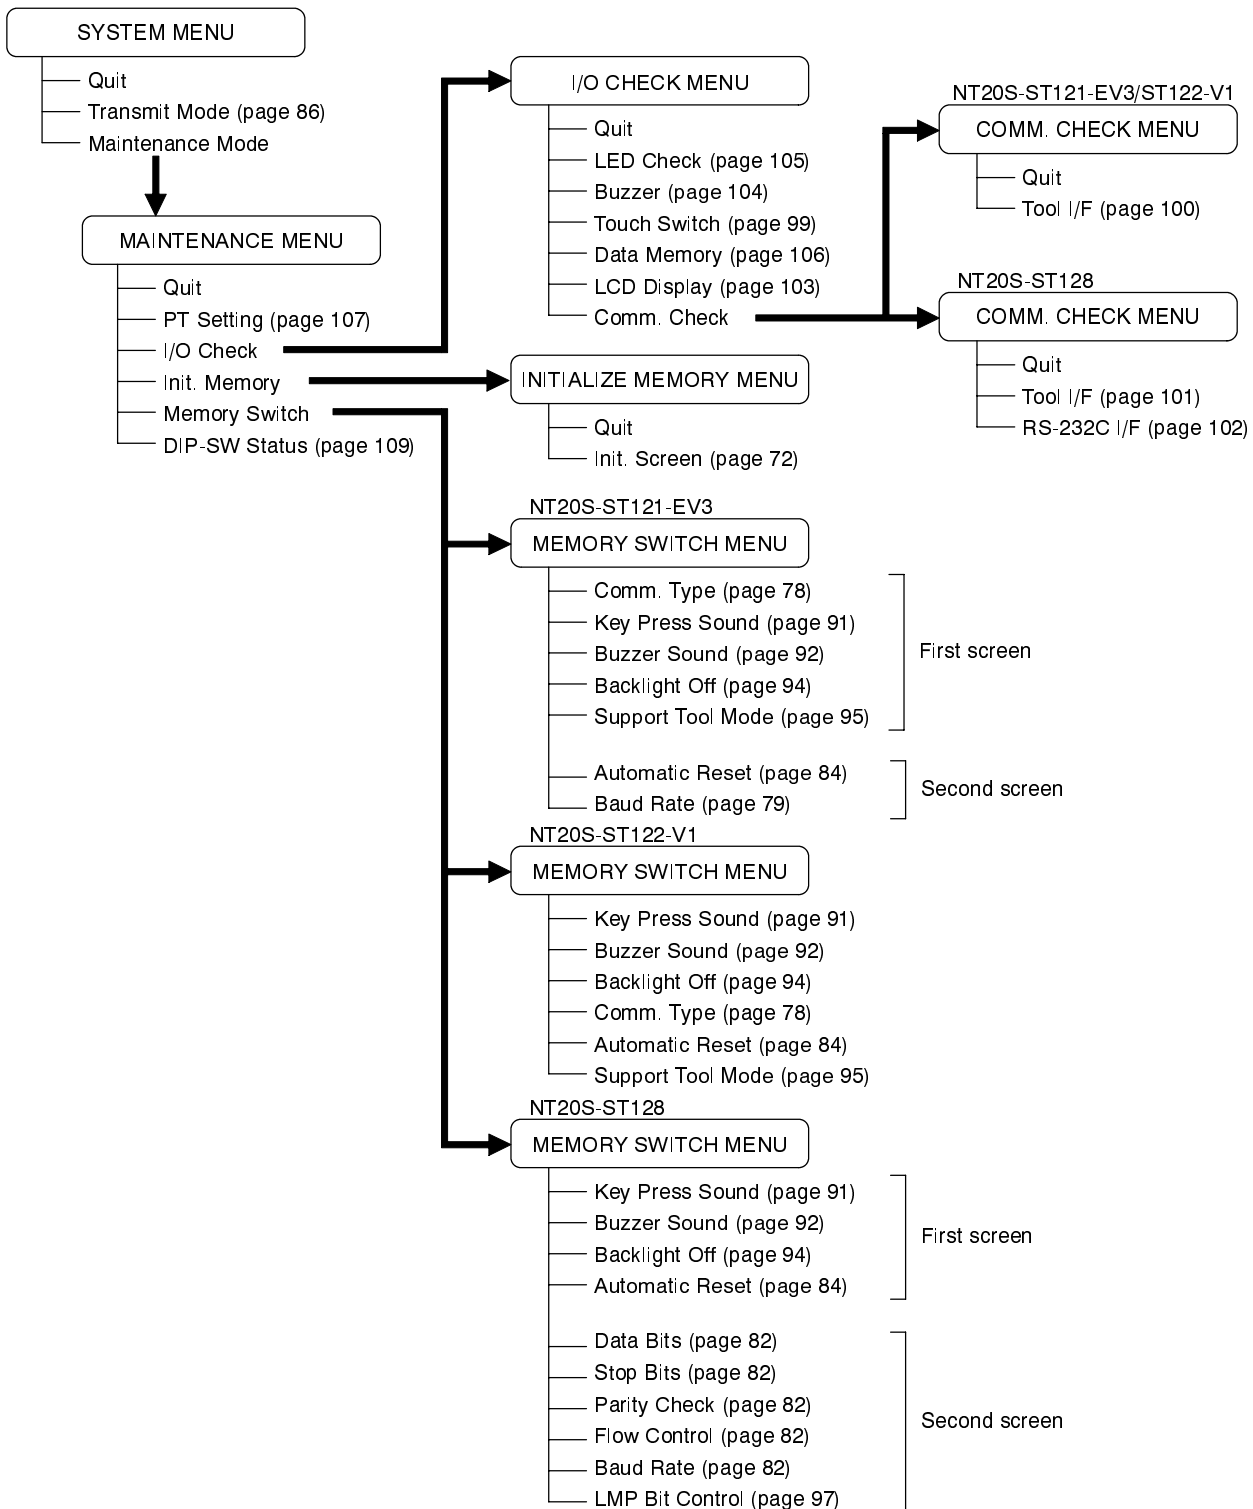 SYSTEM MENU
Quit
Transmit Mode (page 86)
Maintenance Mode
MAINTENANCE MENU
Quit
PT Setting (page 107)
I/O Check
Init. Memory
Memory Switch
DIP-SW Status (page 109)
I/O CHECK MENU
Quit
LED Check (page 105)
Buzzer (page 104)
Touch Switch (page 99)
Data Memory (page 106)
LCD Display (page 103)
Comm. Check
NT20S-ST121-EV3/ST122-V1
COMM. CHECK MENU
Quit
Tool I/F (page 100)
NT20S-ST128
COMM. CHECK MENU
Quit
Tool I/F (page 101)
RS-232C I/F (page 102)
INITIALIZE MEMORY MENU
Quit
Init. Screen (page 72)
NT20S-ST121-EV3
MEMORY SWITCH MENU
Comm. Type (page 78)
Key Press Sound (page 91)
Buzzer Sound (page 92)
Backlight Off (page 94)
Support Tool Mode (page 95)
First screen
Automatic Reset (page 84)
Baud Rate (page 79)
Second screen
NT20S-ST122-V1
MEMORY SWITCH MENU
Key Press Sound (page 91)
Buzzer Sound (page 92)
Backlight Off (page 94)
Comm. Type (page 78)
Automatic Reset (page 84)
Support Tool Mode (page 95)
NT20S-ST128
MEMORY SWITCH MENU
Key Press Sound (page 91)
Buzzer Sound (page 92)
Backlight Off (page 94)
Automatic Reset (page 84)
First screen
Data Bits (page 82)
Stop Bits (page 82)
Parity Check (page 82)
Flow Control (page 82)
Baud Rate (page 82)
LMP Bit Control (page 97)
Second screen